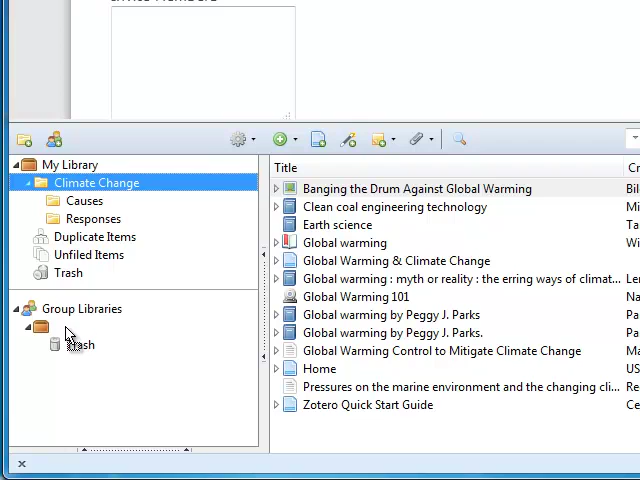 My Library
Climate Change
Causes
Responses
Duplicate Items
Unfiled Items
Trash
Group Libraries
Trash
Title
Banging the Drum Against Global Warming
Clean coal engineering technology
Earth science
Global warming
Global Warming & Climate Change
Global warming : myth or reality : the erring ways of climat...
Global Warming 101
Global warming by Peggy J. Parks
Global warming by Peggy J. Parks.
Global Warming Control to Mitigate Climate Change
Home
Pressures on the marine environment and the changing cli...
Zotero Quick Start Guide